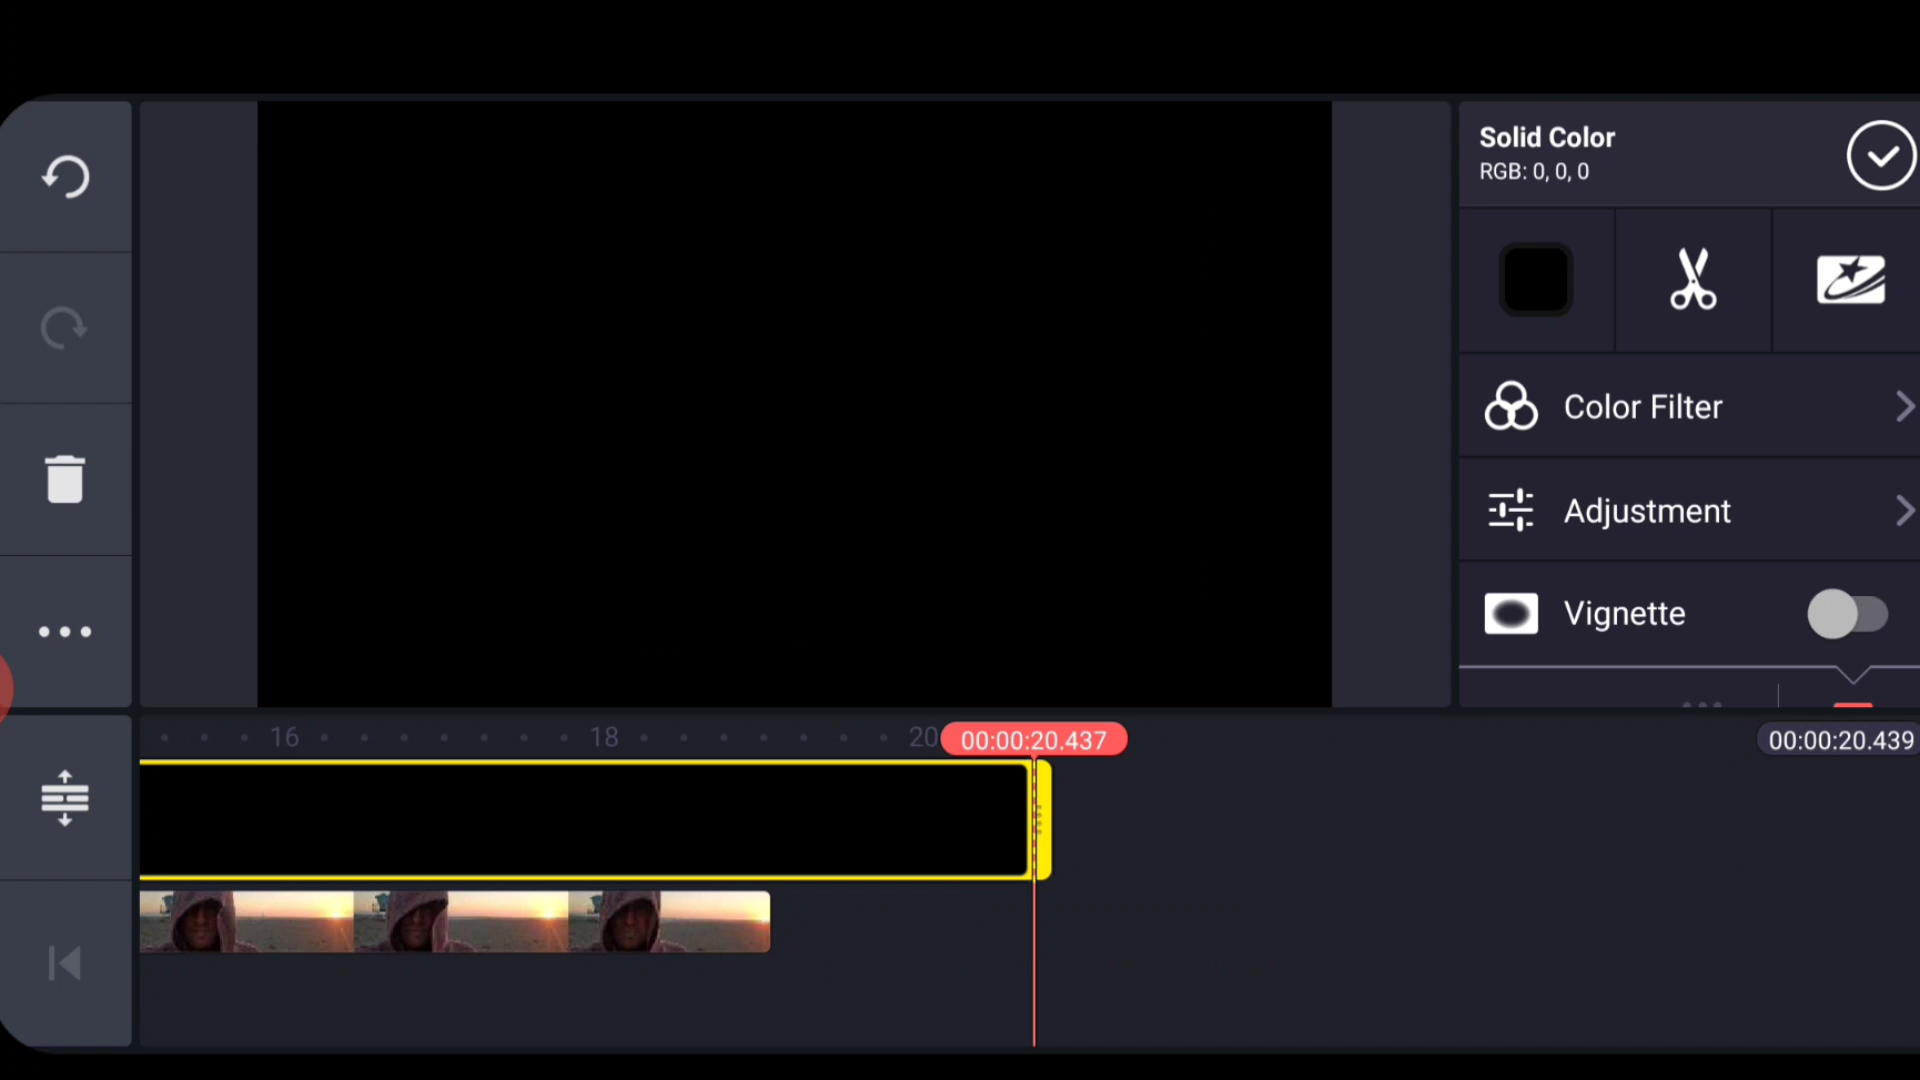 Solid Color
RGB: 0, 0, 0
Color Filter
Adjustment
Vignette
16
18
20
00:00:20.437
00:00:20.439